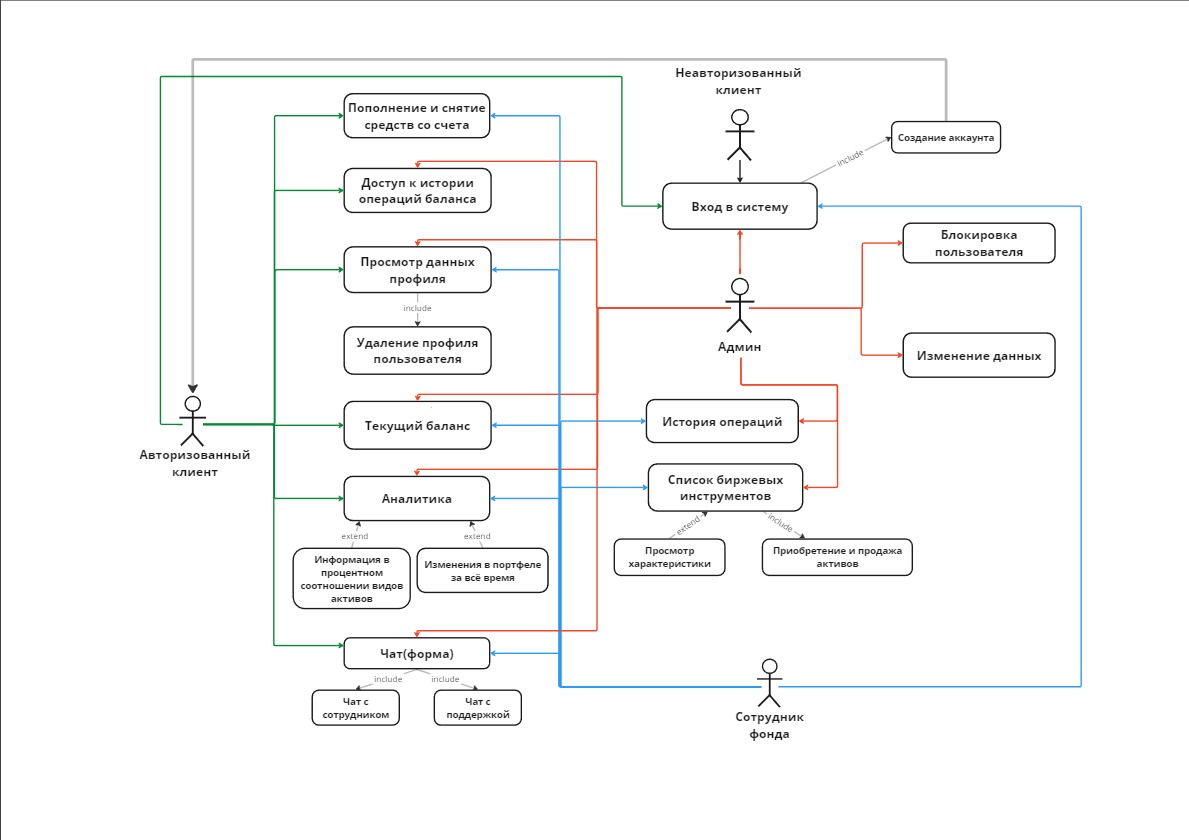 Неавторизованный
клиент
Пополнение и снятие
средств со счета
Создание аккаунта
include
Доступ к истории
операций баланса
Вход в систему
Блокировка
пользователя
Просмотр данных
профиля
include
Админ
Удаление профиля
пользователя
Изменение данных
Текущий баланс
История операций
Авторизованный
клиент
Аналитика
Список биржевых
инструментов
extend
extend
extend
include
Информация в
процентном
соотношении видов
активов
Изменения в портфеле
за всё время
Просмотр
характеристики
Приобретение и продажа
активов
Чат(форма)
include
include
Чат с
сотрудником
Чат с
поддержкой
Сотрудник
фонда